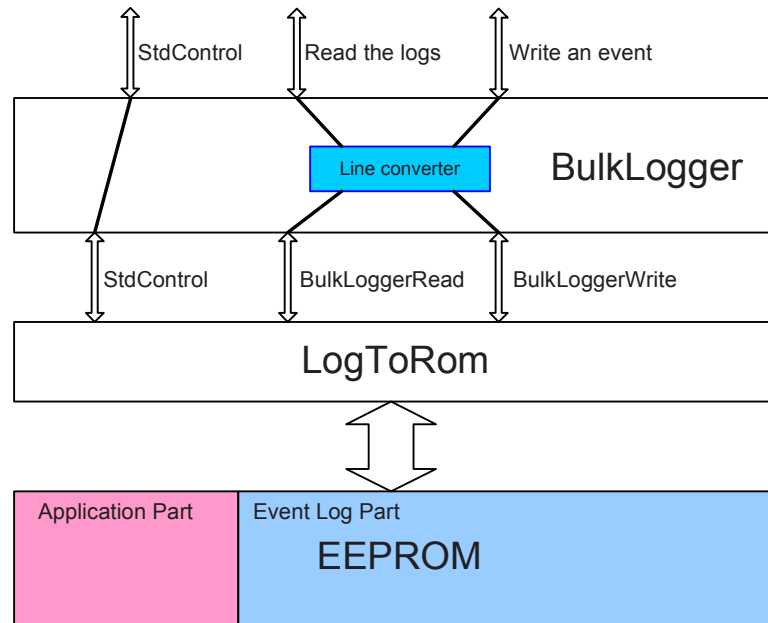 StdControl
Read the logs
Write an event
Line converter
BulkLogger
StdControl
BulkLoggerRead
BulkLoggerWrite
LogToRom
Application Part
Event Log Part
EEPROM